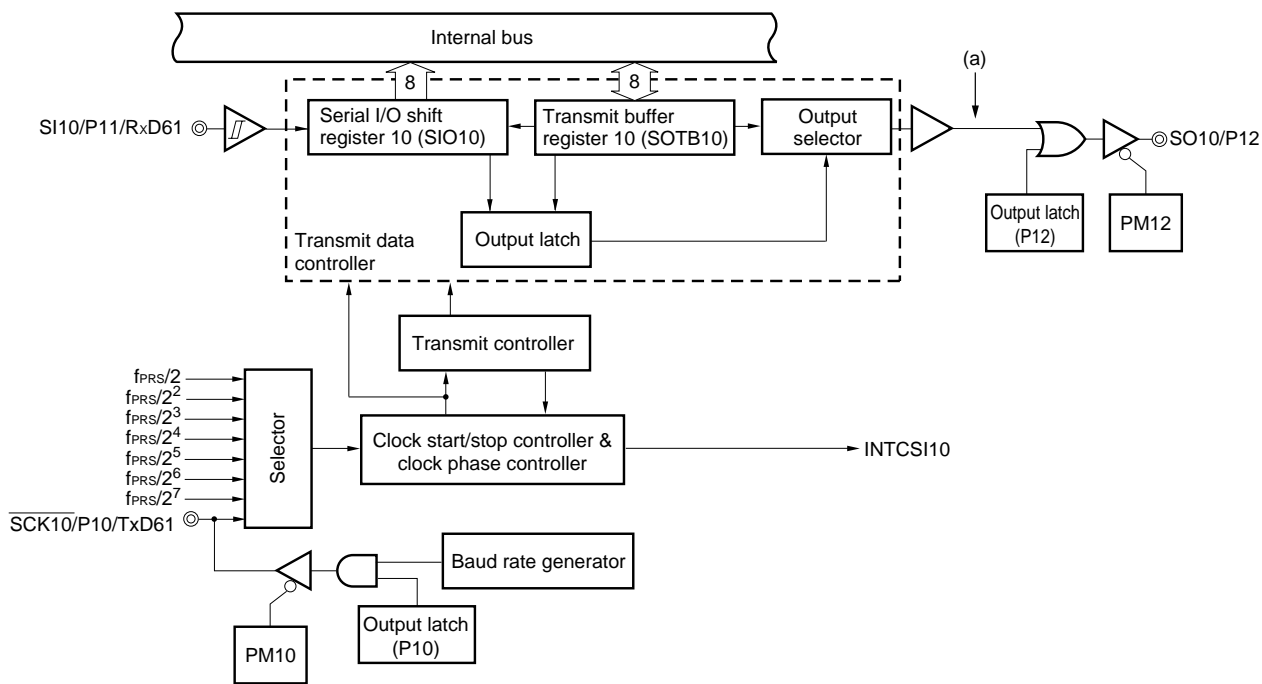 Internal bus
(a)
8
8
SI10/P11/RxD61
Serial I/O shift
register 10 (SIO10)
Transmit buffer
register 10 (SOTB10)
Output
selector
SO10/P12
Output latch
(P12)
PM12
Transmit data
controller
Output latch
Transmit controller
fPRS/2
fPRS/2²
fPRS/2³
fPRS/2⁴
fPRS/2⁵
fPRS/2⁶
fPRS/2⁷
Selector
Clock start/stop controller &
clock phase controller
INTCSI10
S̅C̅K̅1̅0̅/P10/TxD61
Baud rate generator
Output latch
(P10)
PM10